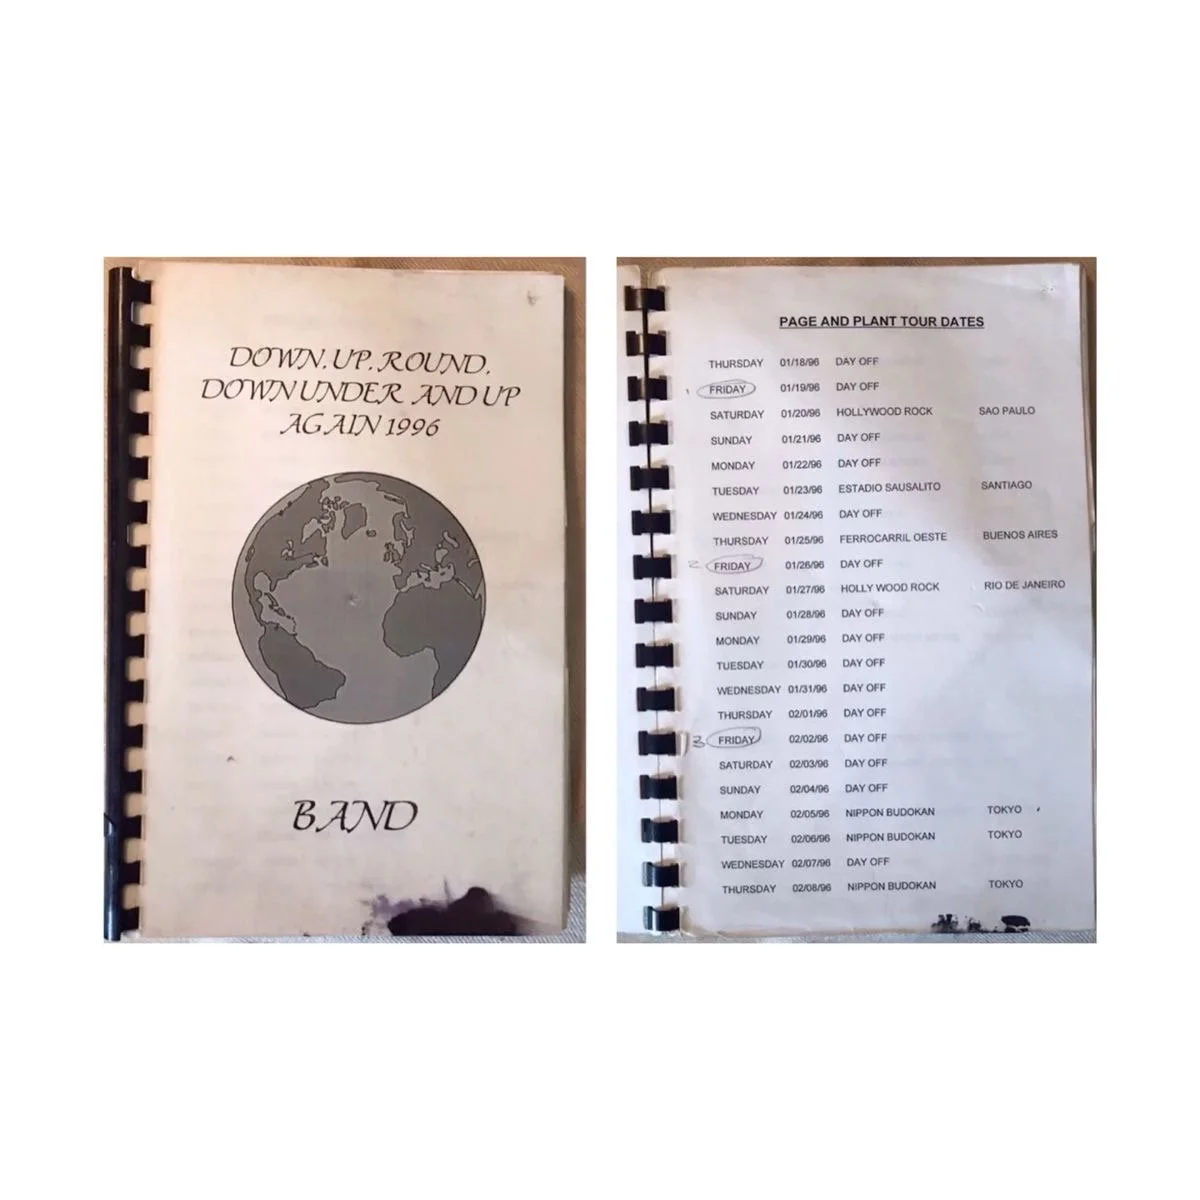 DOWN. UP. ROUND.
DOWN UNDER AND UP
AGAIN 1996
BAND
PAGE AND PLANT TOUR DATES
THURSDAY 01/18/96 DAY OFF
1 FRIDAY 01/19/96 DAY OFF
SATURDAY 01/20/96 HOLLYWOOD ROCK SAO PAULO
SUNDAY 01/21/96 DAY OFF
MONDAY 01/22/96 DAY OFF
TUESDAY 01/23/96 ESTADIO SAUSALITO SANTIAGO
WEDNESDAY 01/24/96 DAY OFF
THURSDAY 01/25/96 FERROCARRIL OESTE BUENOS AIRES
2 FRIDAY 01/26/96 DAY OFF
SATURDAY 01/27/96 HOLLY WOOD ROCK RIO DE JANEIRO
SUNDAY 01/28/96 DAY OFF
MONDAY 01/29/96 DAY OFF
TUESDAY 01/30/96 DAY OFF
WEDNESDAY 01/31/96 DAY OFF
THURSDAY 02/01/96 DAY OFF
3 FRIDAY 02/02/96 DAY OFF
SATURDAY 02/03/96 DAY OFF
SUNDAY 02/04/96 DAY OFF
MONDAY 02/05/96 NIPPON BUDOKAN TOKYO
TUESDAY 02/06/96 NIPPON BUDOKAN TOKYO
WEDNESDAY 02/07/96 DAY OFF
THURSDAY 02/08/96 NIPPON BUDOKAN TOKYO